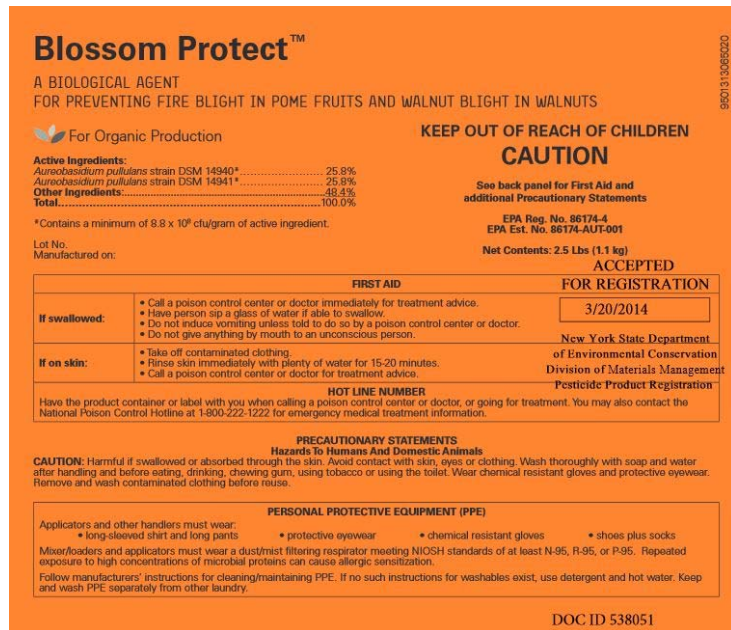 Blossom Protect™
A BIOLOGICAL AGENT
FOR PREVENTING FIRE BLIGHT IN POME FRUITS AND WALNUT BLIGHT IN WALNUTS
9501313065020
For Organic Production
Active Ingredients:
Aureobasidium pullulans strain DSM 14940*........................ 25.8%
Aureobasidium pullulans strain DSM 14941*........................ 25.8%
Other Ingredients:............................................................48.4%
Total..................................................................................100.0%
*Contains a minimum of 8.8 x 10⁹ cfu/gram of active ingredient.
Lot No.
Manufactured on:
KEEP OUT OF REACH OF CHILDREN
CAUTION
See back panel for First Aid and
additional Precautionary Statements
EPA Reg. No. 86174-4
EPA Est. No. 86174-AUT-001
Net Contents: 2.5 Lbs (1.1 kg)
ACCEPTED
FOR REGISTRATION
3/20/2014
New York State Department
of Environmental Conservation
Division of Materials Management
Pesticide Product Registration
FIRST AID
If swallowed:
• Call a poison control center or doctor immediately for treatment advice.
• Have person sip a glass of water if able to swallow.
• Do not induce vomiting unless told to do so by a poison control center or doctor.
• Do not give anything by mouth to an unconscious person.
If on skin:
• Take off contaminated clothing.
• Rinse skin immediately with plenty of water for 15-20 minutes.
• Call a poison control center or doctor for treatment advice.
HOT LINE NUMBER
Have the product container or label with you when calling a poison control center or doctor, or going for treatment. You may also contact the
National Poison Control Hotline at 1-800-222-1222 for emergency medical treatment information.
PRECAUTIONARY STATEMENTS
Hazards To Humans And Domestic Animals
CAUTION: Harmful if swallowed or absorbed through the skin. Avoid contact with skin, eyes or clothing. Wash thoroughly with soap and water
after handling and before eating, drinking, chewing gum, using tobacco or using the toilet. Wear chemical resistant gloves and protective eyewear.
Remove and wash contaminated clothing before reuse.
PERSONAL PROTECTIVE EQUIPMENT (PPE)
Applicators and other handlers must wear:
• long-sleeved shirt and long pants • protective eyewear • chemical resistant gloves • shoes plus socks
Mixer/loaders and applicators must wear a dust/mist filtering respirator meeting NIOSH standards of at least N-95, R-95, or P-95. Repeated
exposure to high concentrations of microbial proteins can cause allergic sensitization.
Follow manufacturers' instructions for cleaning/maintaining PPE. If no such instructions for washables exist, use detergent and hot water. Keep
and wash PPE separately from other laundry.
DOC ID 538051